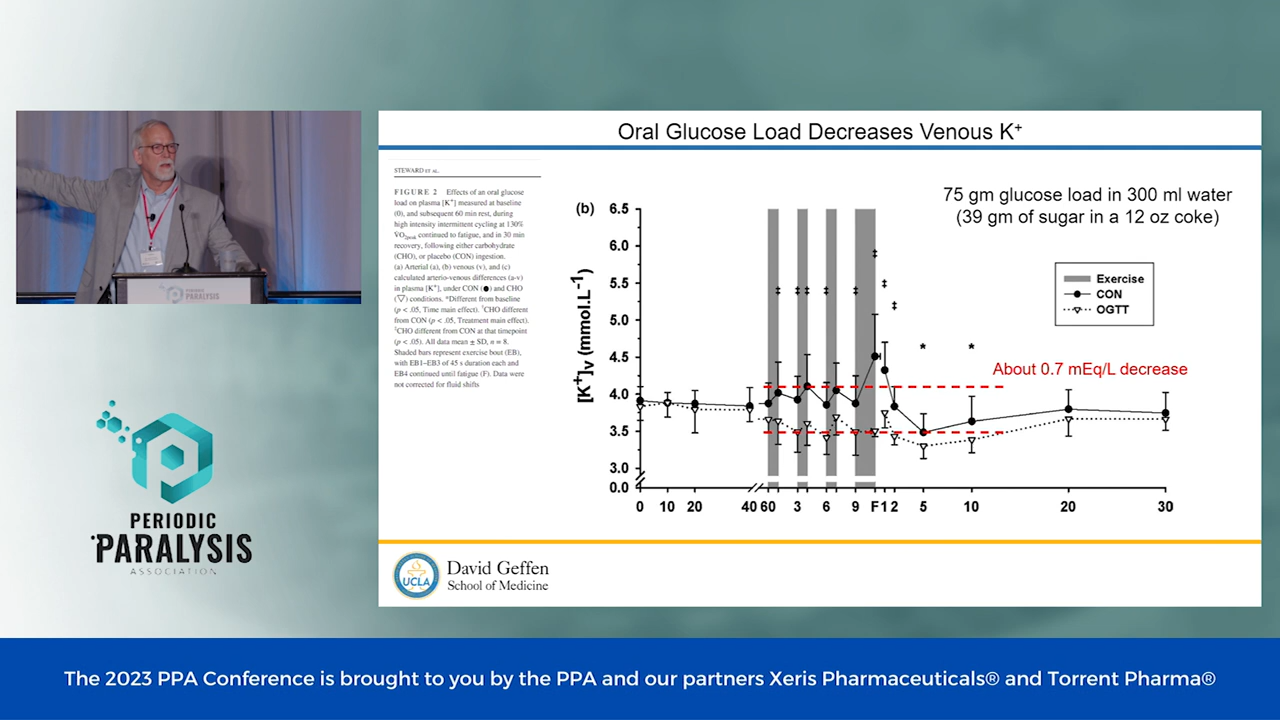 Oral Glucose Load Decreases Venous K+
STEWARD ET AL.
FIGURE 2 Effects of an oral glucose
load on plasma [K+] measured at baseline
(0), and subsequent 60 min rest, during
high intensity intermittent cycling at 130%
V̇O2peak continued to fatigue, and in 30 min
recovery, following either carbohydrate
(CHO), or placebo (CON) ingestion.
(a) Arterial (a), (b) venous (v), and (c)
calculated arterio-venous differences (a-v)
in plasma [K+], under CON (●) and CHO
(▽) conditions. *Different from baseline
(p < .05, Time main effect). †CHO different
from CON (p < .05, Treatment main effect).
‡CHO different from CON at that timepoint
(p < .05). All data mean ± SD, n = 8.
Shaded bars represent exercise bout (EB),
with EB1–EB3 of 45 s duration each and
EB4 continued until fatigue (F). Data were
not corrected for fluid shifts
75 gm glucose load in 300 ml water
(39 gm of sugar in a 12 oz coke)
(b)
[K+]v (mmol.L-1)
6.5
6.0
5.5
5.0
4.5
4.0
3.5
3.0
0.0
‡ ‡ ‡ ‡ ‡ ‡ ‡ ‡ * *
Exercise
CON
OGTT
About 0.7 mEq/L decrease
0 10 20 40 60 3 6 9 F 1 2 5 10 20 30
PERIODIC PARALYSIS
PERIODIC
PARALYSIS
ASSOCIATION
UCLA
David Geffen
School of Medicine
The 2023 PPA Conference is brought to you by the PPA and our partners Xeris Pharmaceuticals® and Torrent Pharma®